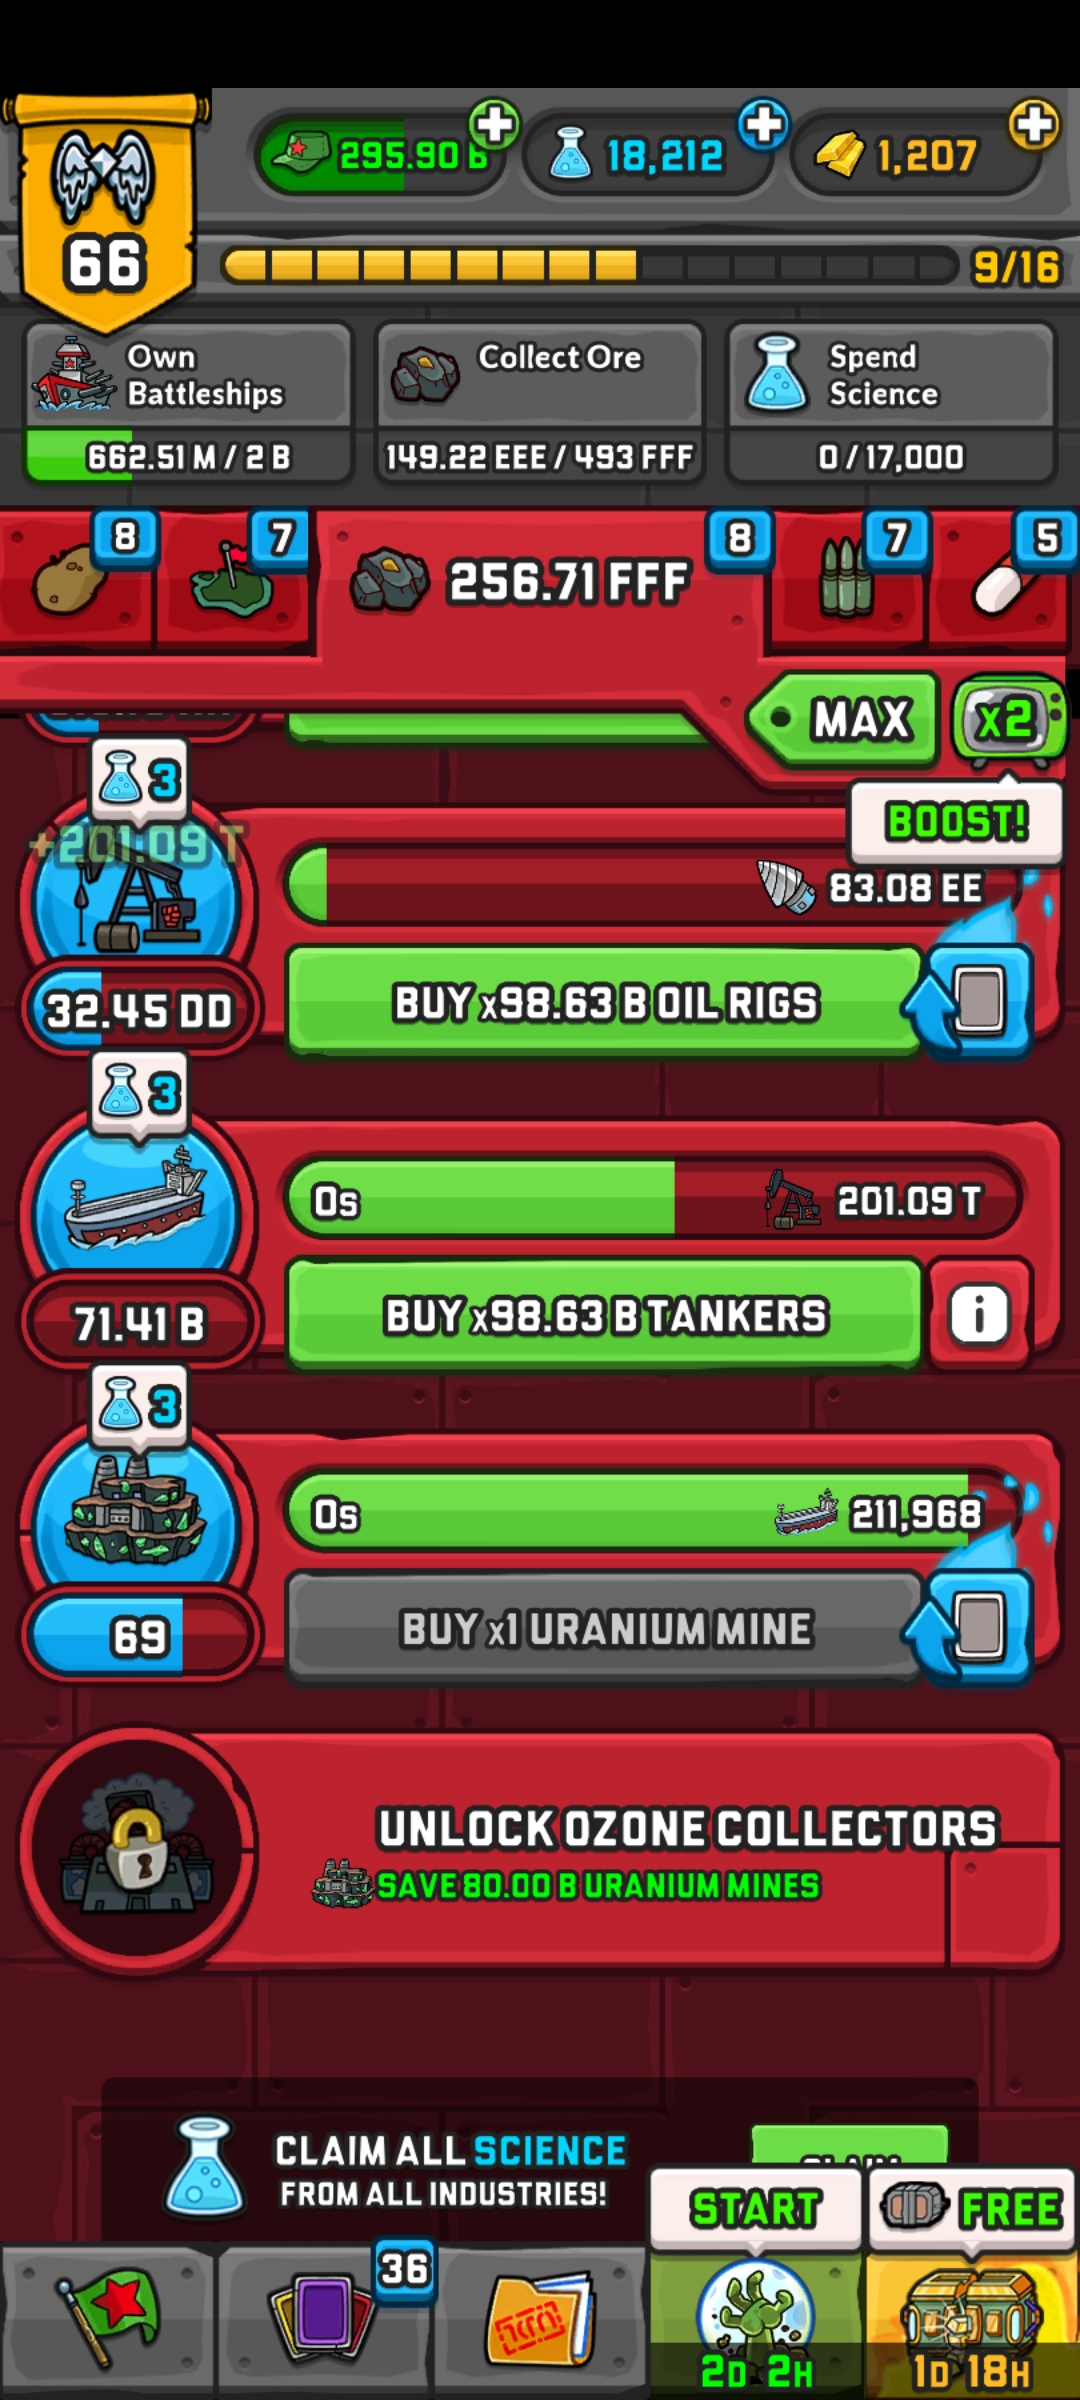 295.90 B
18,212
1,207
66
9/16
Own
Battleships
662.51 M / 2 B
Collect Ore
149.22 EEE / 493 FFF
Spend
Science
0 / 17,000
8
7
256.71 FFF
8
7
5
MAX
x2
BOOST!
3
+201.09 T
83.08 EE
32.45 DD
BUY x98.63 B OIL RIGS
3
0s
201.09 T
71.41 B
BUY x98.63 B TANKERS
i
3
0s
211,968
69
BUY x1 URANIUM MINE
UNLOCK OZONE COLLECTORS
SAVE 80.00 B URANIUM MINES
CLAIM ALL SCIENCE
FROM ALL INDUSTRIES!
START
FREE
36
2D 2H
1D 18H